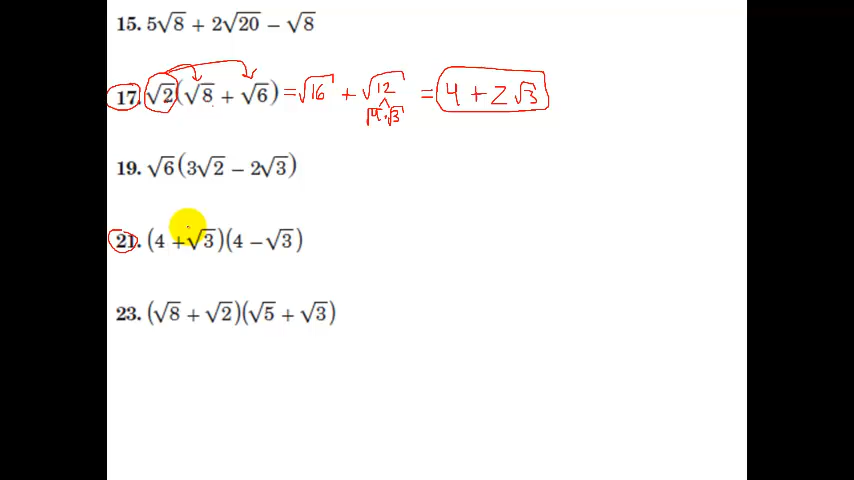 15. 5√8 + 2√20 − √8
17. √2(√8 + √6) = √16 + √12 = 4 + 2√3
√4 · √3
19. √6(3√2 − 2√3)
21. (4 + √3)(4 − √3)
23. (√8 + √2)(√5 + √3)